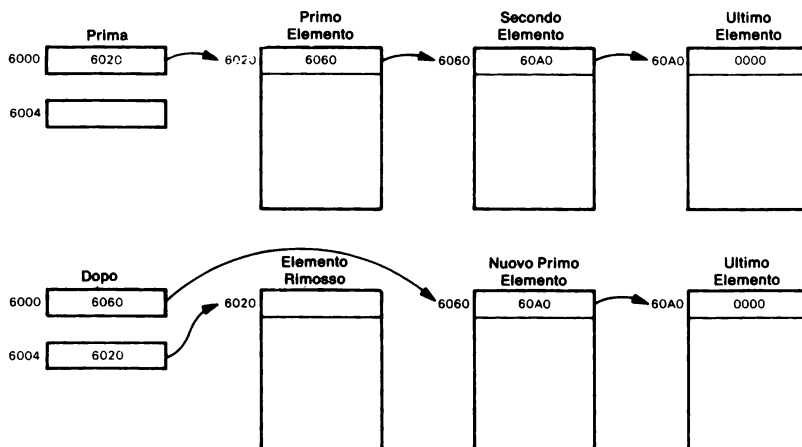 Prima
Primo
Elemento
Secondo
Elemento
Ultimo
Elemento
6000 6020 6020 6060 6060 60A0 60A0 0000
6004
Dopo
Elemento
Rimosso
Nuovo Primo
Elemento
Ultimo
Elemento
6000 6060 6020 6060 60A0 60A0 0000
6004 6020